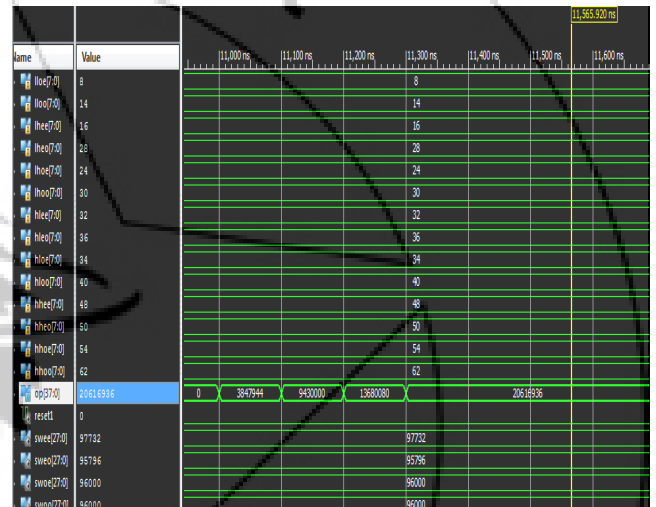 11,565.920 ns
Name Value 11,000 ns 11,100 ns 11,200 ns 11,300 ns 11,400 ns 11,500 ns 11,600 ns
lloe[7:0] 8 8
lloo[7:0] 14 14
lhee[7:0] 16 16
lheo[7:0] 28 28
lhoe[7:0] 24 24
lhoo[7:0] 30 30
hlee[7:0] 32 32
hleo[7:0] 36 36
hloe[7:0] 34 34
hloo[7:0] 40 40
hhee[7:0] 48 48
hheo[7:0] 50 50
hhoe[7:0] 54 54
hhoo[7:0] 62 62
op[37:0] 20616936 0 3847944 9430000 13680080 20616936
reset1 0
swee[27:0] 97732 97732
sweo[27:0] 95796 95796
swoe[27:0] 96000 96000
swoo[27:0] 96000 96000